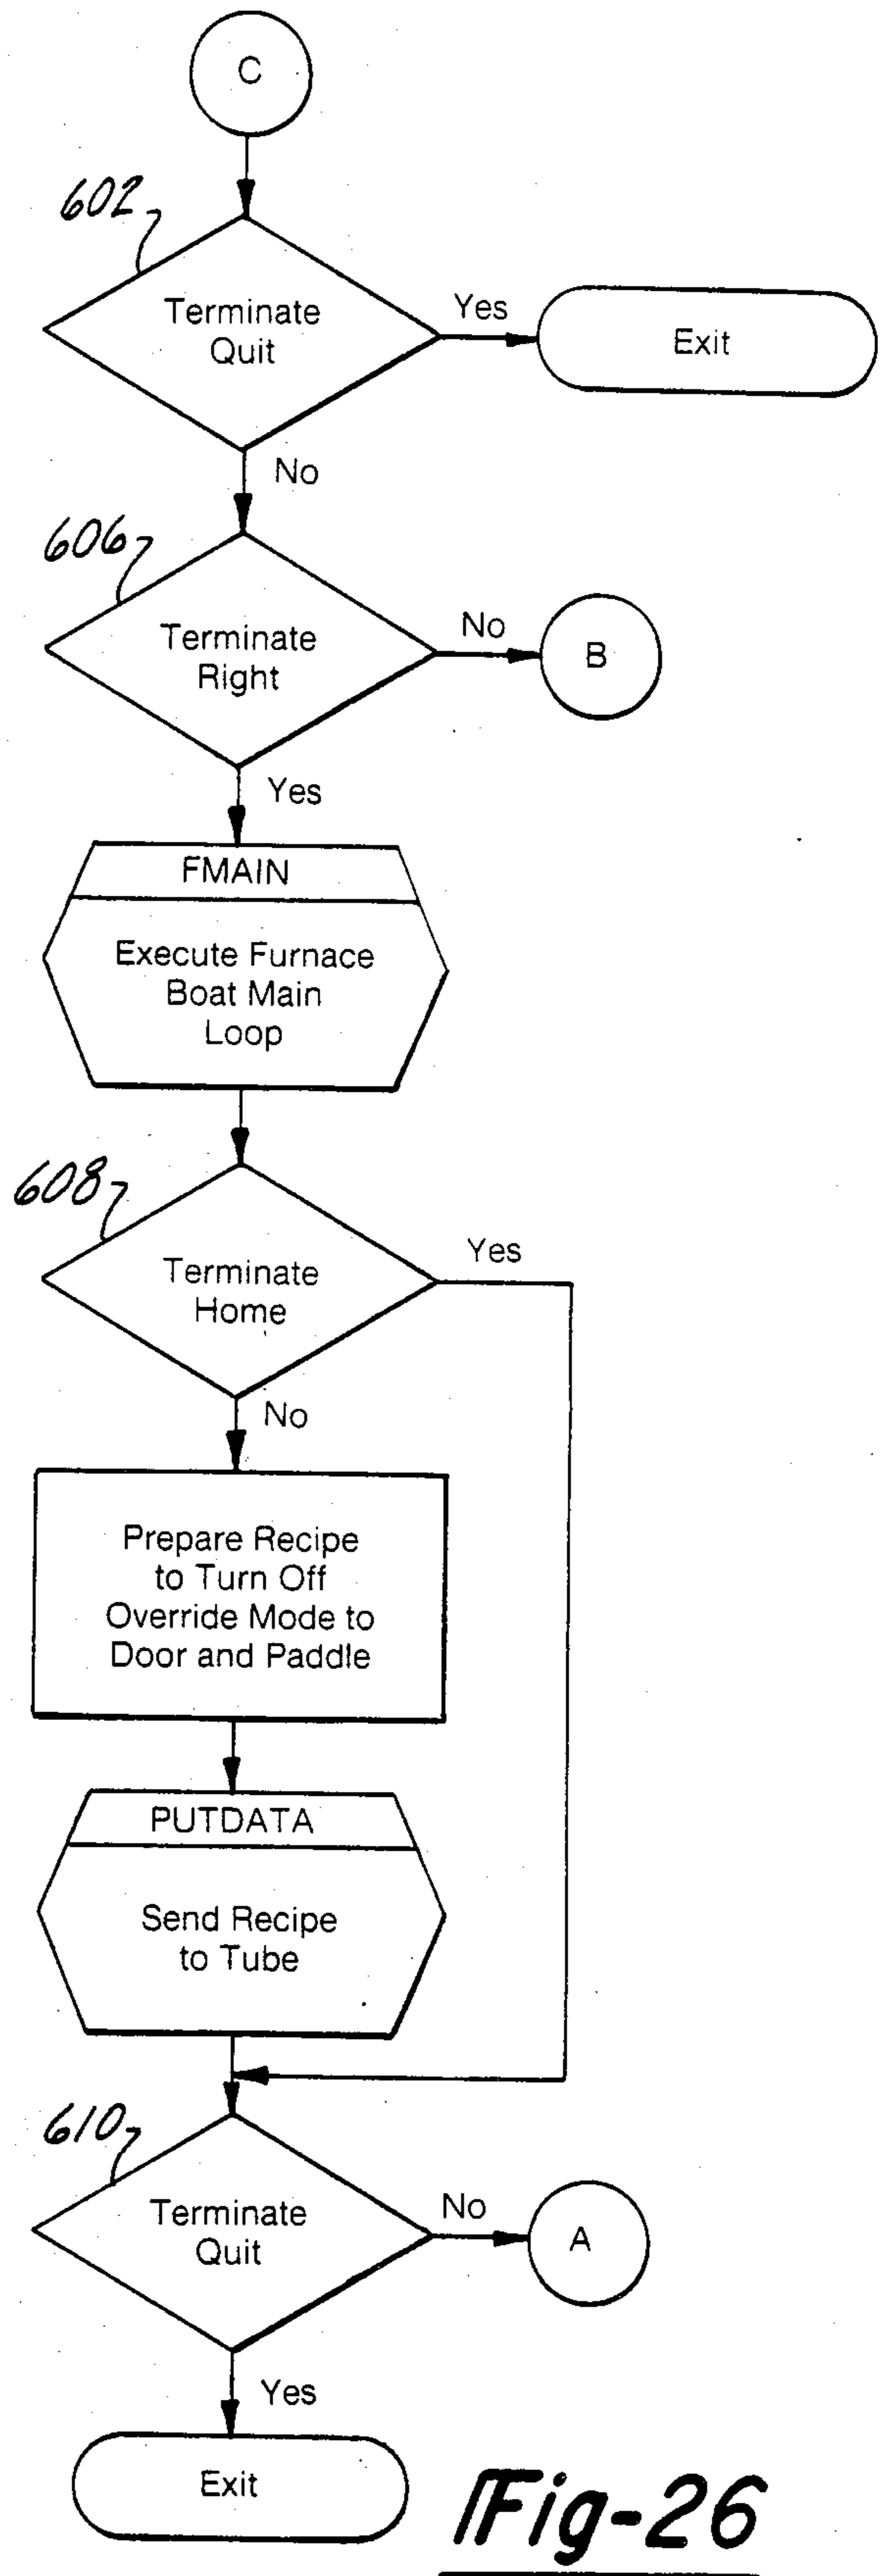 C
602
Terminate
Quit
Yes
Exit
No
606
Terminate
Right
No
B
Yes
FMAIN
Execute Furnace
Boat Main
Loop
608
Terminate
Home
Yes
No
Prepare Recipe
to Turn Off
Override Mode to
Door and Paddle
PUTDATA
Send Recipe
to Tube
610
Terminate
Quit
No
A
Yes
Exit
Fig-26